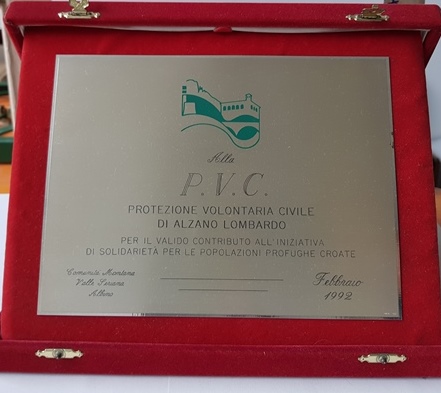 Alla
P.V.C.
PROTEZIONE VOLONTARIA CIVILE
DI ALZANO LOMBARDO
PER IL VALIDO CONTRIBUTO ALL'INIZIATIVA
DI SOLIDARIETÀ PER LE POPOLAZIONI PROFUGHE CROATE
Comunità Montana
Valle Seriana
Albino
Febbraio
1992